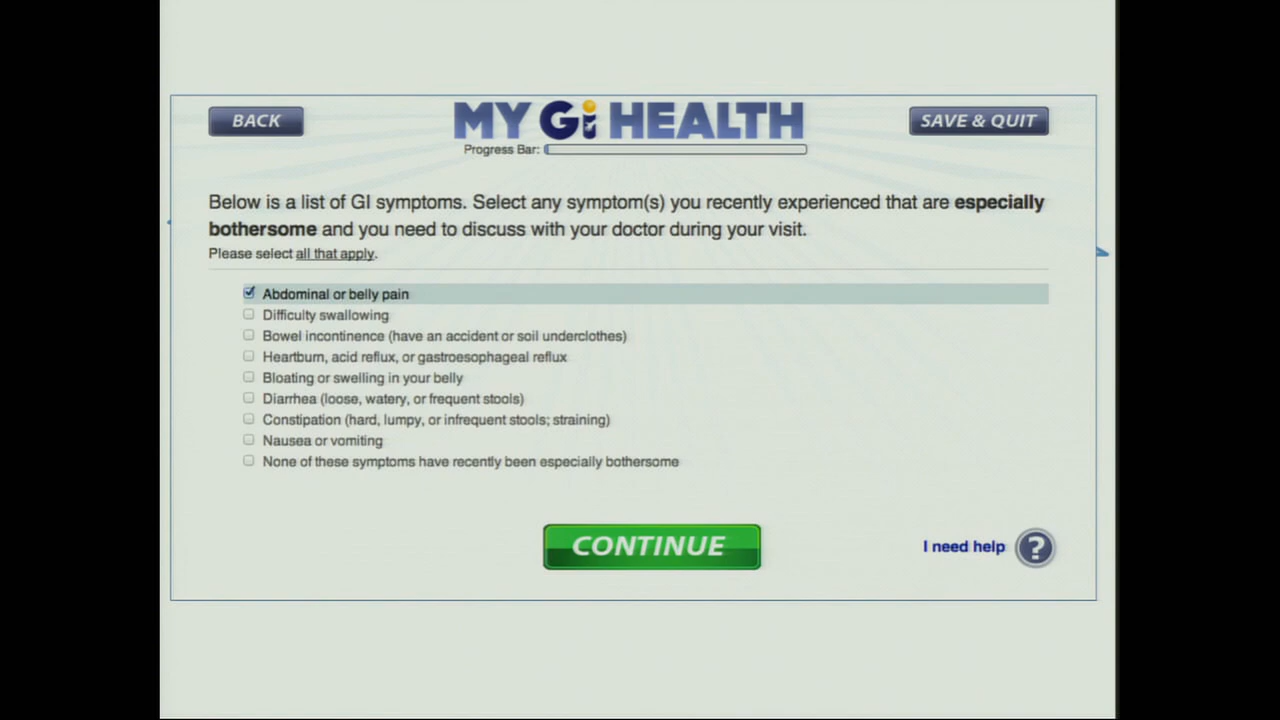 BACK
MY Gi HEALTH
SAVE & QUIT
Progress Bar:
Below is a list of GI symptoms. Select any symptom(s) you recently experienced that are especially
bothersome and you need to discuss with your doctor during your visit.
Please select all that apply.
Abdominal or belly pain
Difficulty swallowing
Bowel incontinence (have an accident or soil underclothes)
Heartburn, acid reflux, or gastroesophageal reflux
Bloating or swelling in your belly
Diarrhea (loose, watery, or frequent stools)
Constipation (hard, lumpy, or infrequent stools; straining)
Nausea or vomiting
None of these symptoms have recently been especially bothersome
CONTINUE
I need help ?